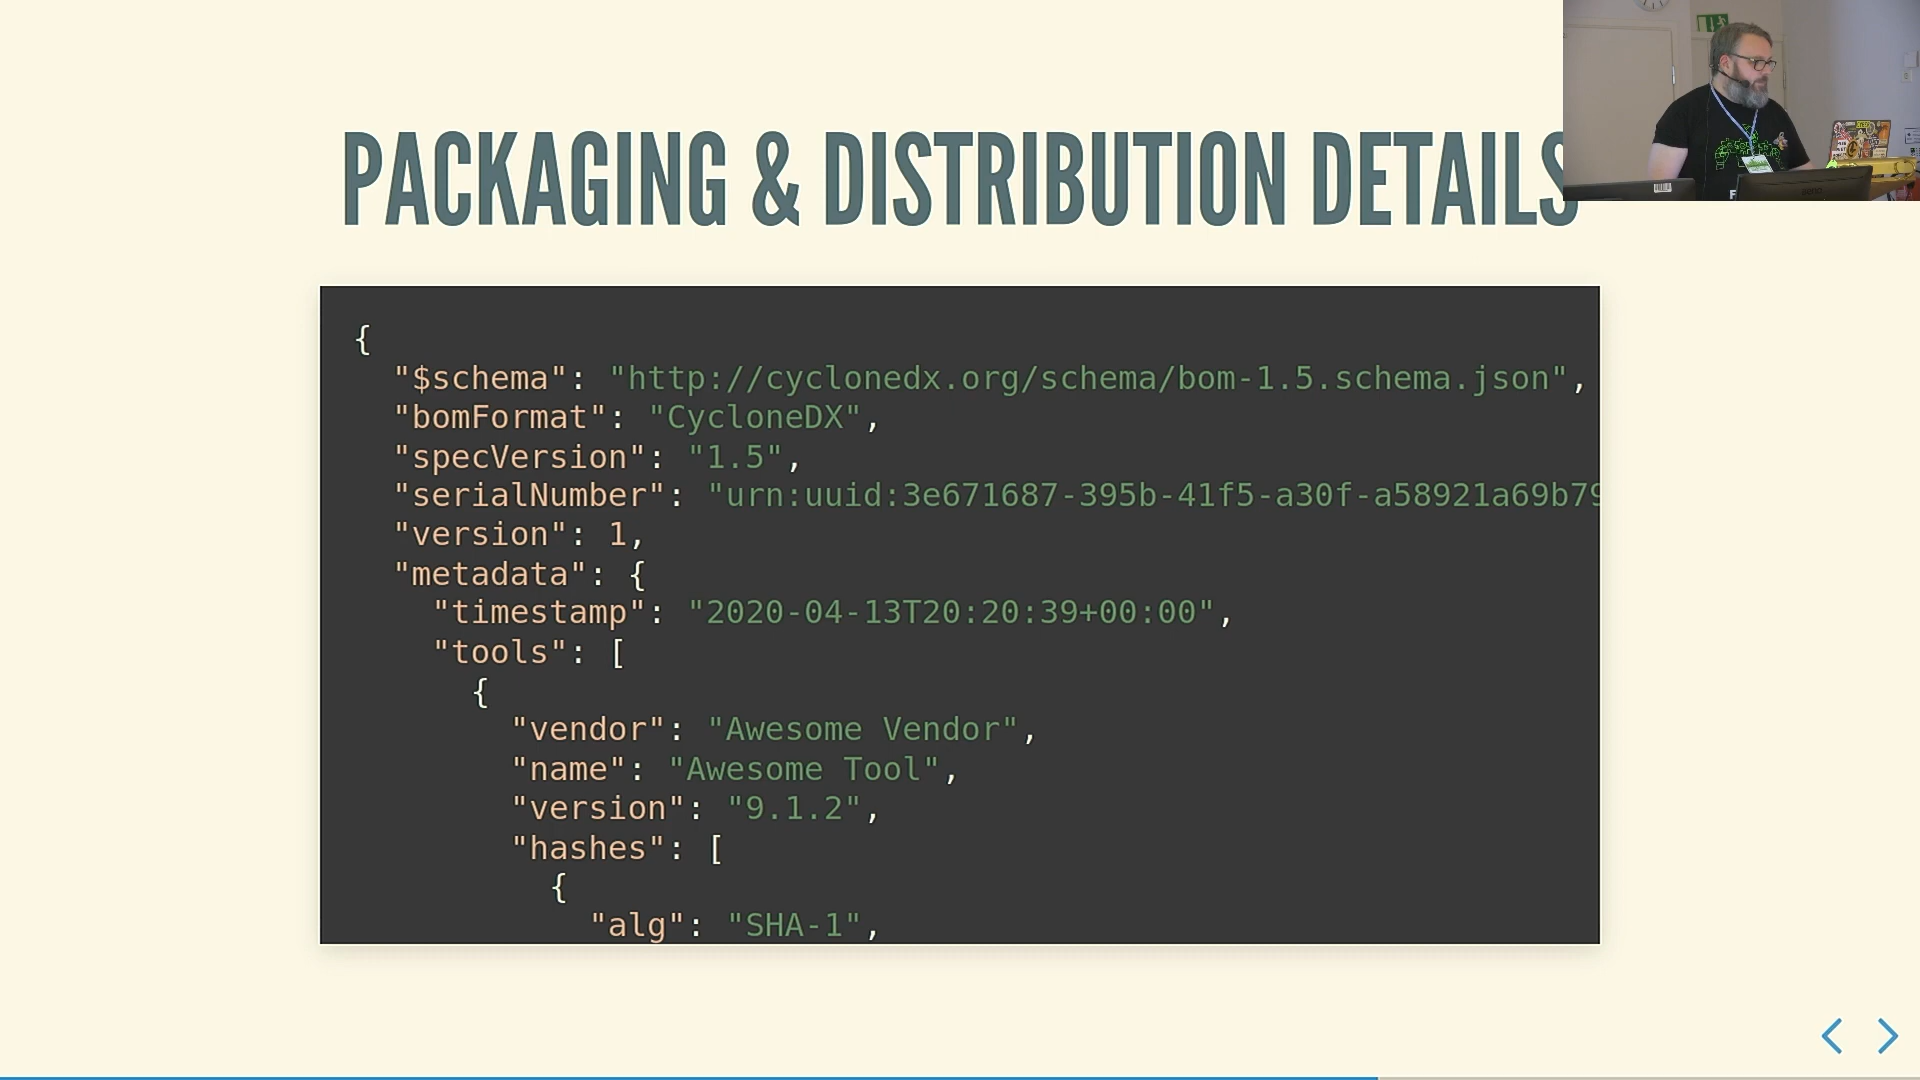 PACKAGING & DISTRIBUTION DETAILS
{
"$schema": "http://cyclonedx.org/schema/bom-1.5.schema.json",
"bomFormat": "CycloneDX",
"specVersion": "1.5",
"serialNumber": "urn:uuid:3e671687-395b-41f5-a30f-a58921a69b79
"version": 1,
"metadata": {
"timestamp": "2020-04-13T20:20:39+00:00",
"tools": [
{
"vendor": "Awesome Vendor",
"name": "Awesome Tool",
"version": "9.1.2",
"hashes": [
{
"alg": "SHA-1",